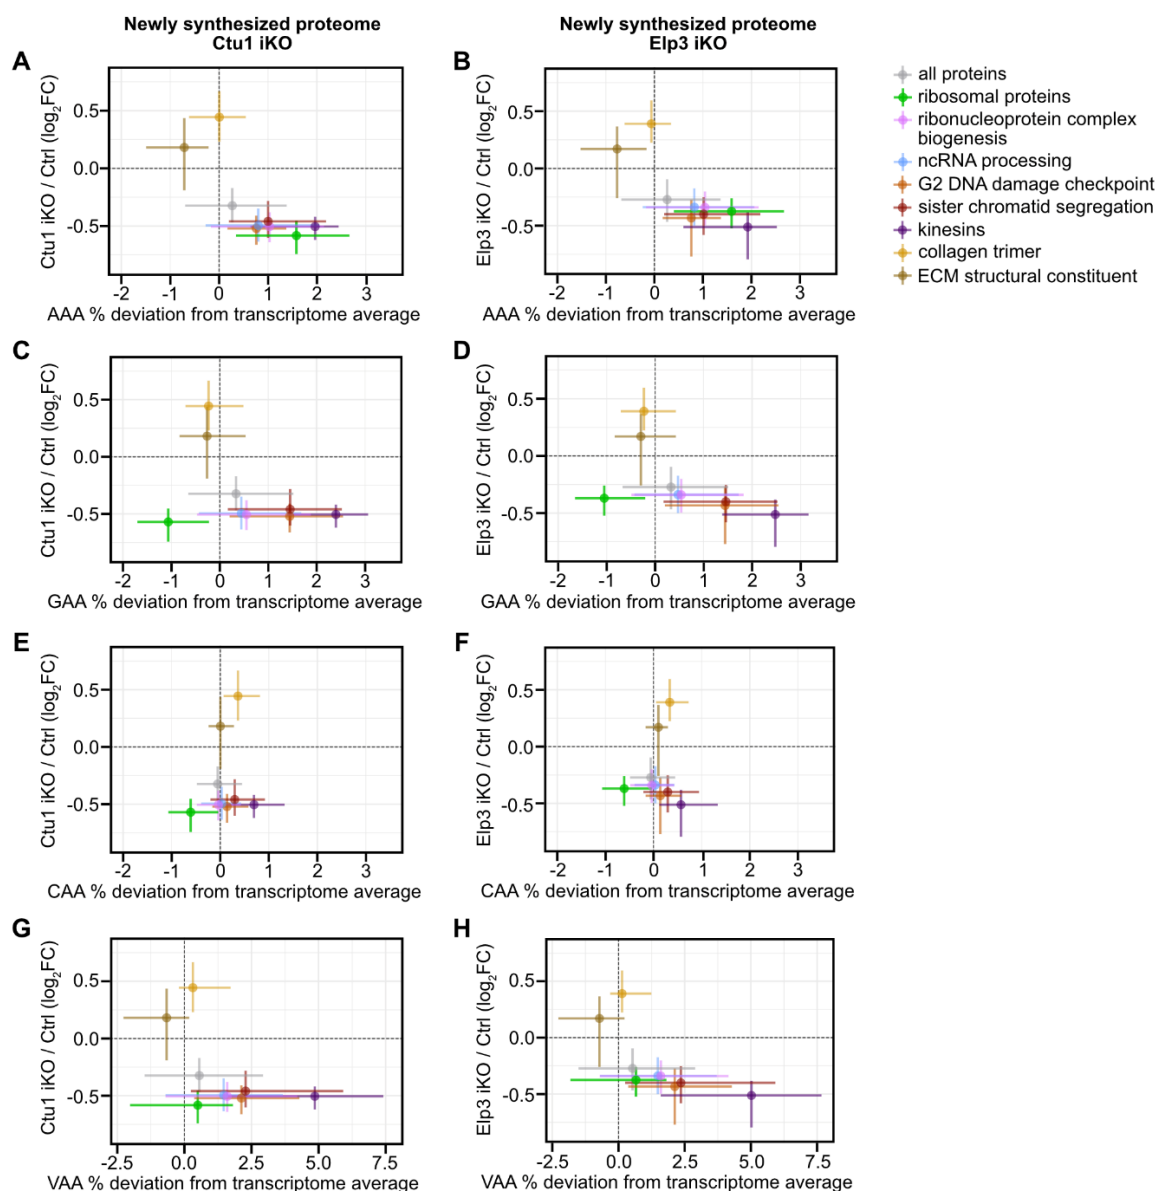 Newly synthesized proteome
Ctu1 iKO
Newly synthesized proteome
Elp3 iKO
A
Ctu1 iKO / Ctrl (log2FC)
0.5
0.0
-0.5
-2 -1 0 1 2 3
AAA % deviation from transcriptome average
B
Elp3 iKO / Ctrl (log2FC)
0.5
0.0
-0.5
-2 -1 0 1 2 3
AAA % deviation from transcriptome average
all proteins
ribosomal proteins
ribonucleoprotein complex
biogenesis
ncRNA processing
G2 DNA damage checkpoint
sister chromatid segregation
kinesins
collagen trimer
ECM structural constituent
C
Ctu1 iKO / Ctrl (log2FC)
0.5
0.0
-0.5
-2 -1 0 1 2 3
GAA % deviation from transcriptome average
D
Elp3 iKO / Ctrl (log2FC)
0.5
0.0
-0.5
-2 -1 0 1 2 3
GAA % deviation from transcriptome average
E
Ctu1 iKO / Ctrl (log2FC)
0.5
0.0
-0.5
-2 -1 0 1 2 3
CAA % deviation from transcriptome average
F
Elp3 iKO / Ctrl (log2FC)
0.5
0.0
-0.5
-2 -1 0 1 2 3
CAA % deviation from transcriptome average
G
Ctu1 iKO / Ctrl (log2FC)
0.5
0.0
-0.5
-2.5 0.0 2.5 5.0 7.5
VAA % deviation from transcriptome average
H
Elp3 iKO / Ctrl (log2FC)
0.5
0.0
-0.5
-2.5 0.0 2.5 5.0 7.5
VAA % deviation from transcriptome average